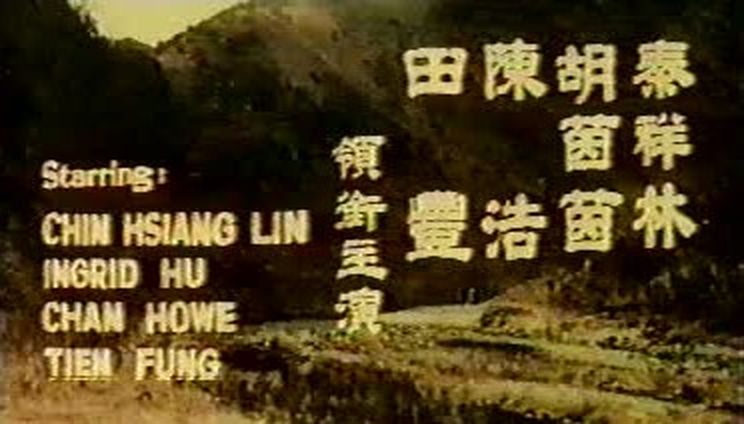 秦祥林
胡茵茵
陳浩
田豐
領銜主演
Starring:
CHIN HSIANG LIN
INGRID HU
CHAN HOWE
TIEN FUNG